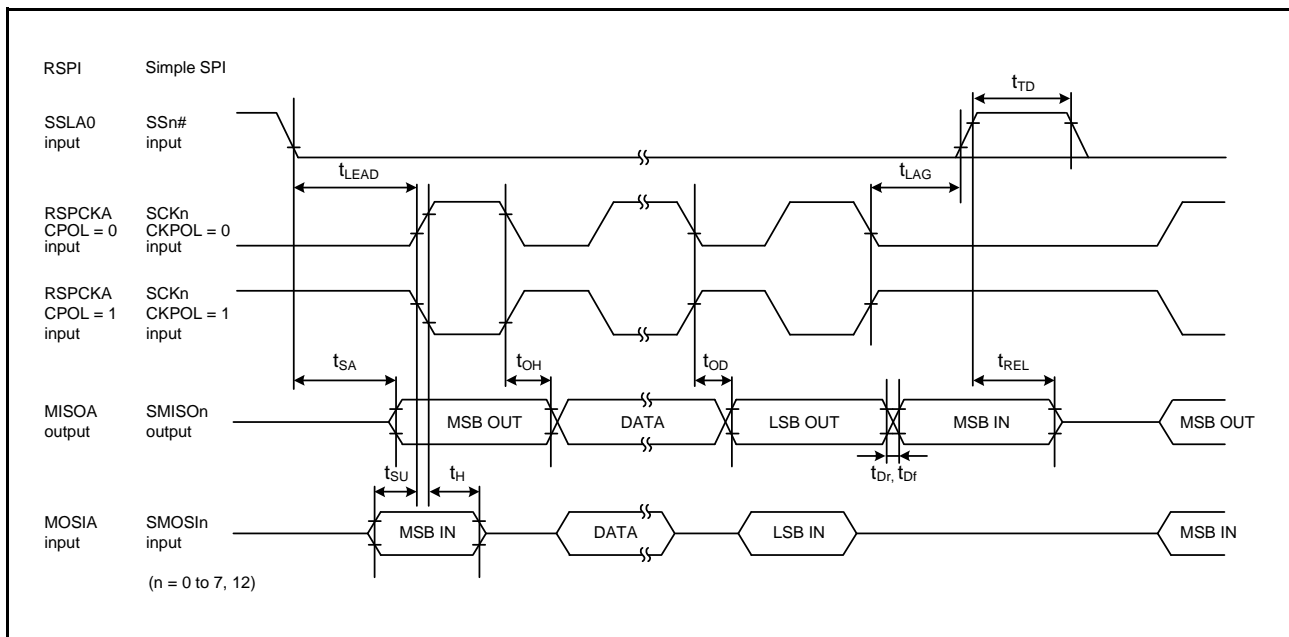 RSPI Simple SPI
tTD
SSLA0 SSn#
input input
tLEAD tLAG
RSPCKA SCKn
CPOL = 0 CKPOL = 0
input input
RSPCKA SCKn
CPOL = 1 CKPOL = 1
input input
tSA tOH tOD tREL
MISOA SMISOn
output output
MSB OUT DATA LSB OUT MSB IN MSB OUT
tSU tH tDr, tDf
MOSIA SMOSIn
input input
MSB IN DATA LSB IN MSB IN
(n = 0 to 7, 12)